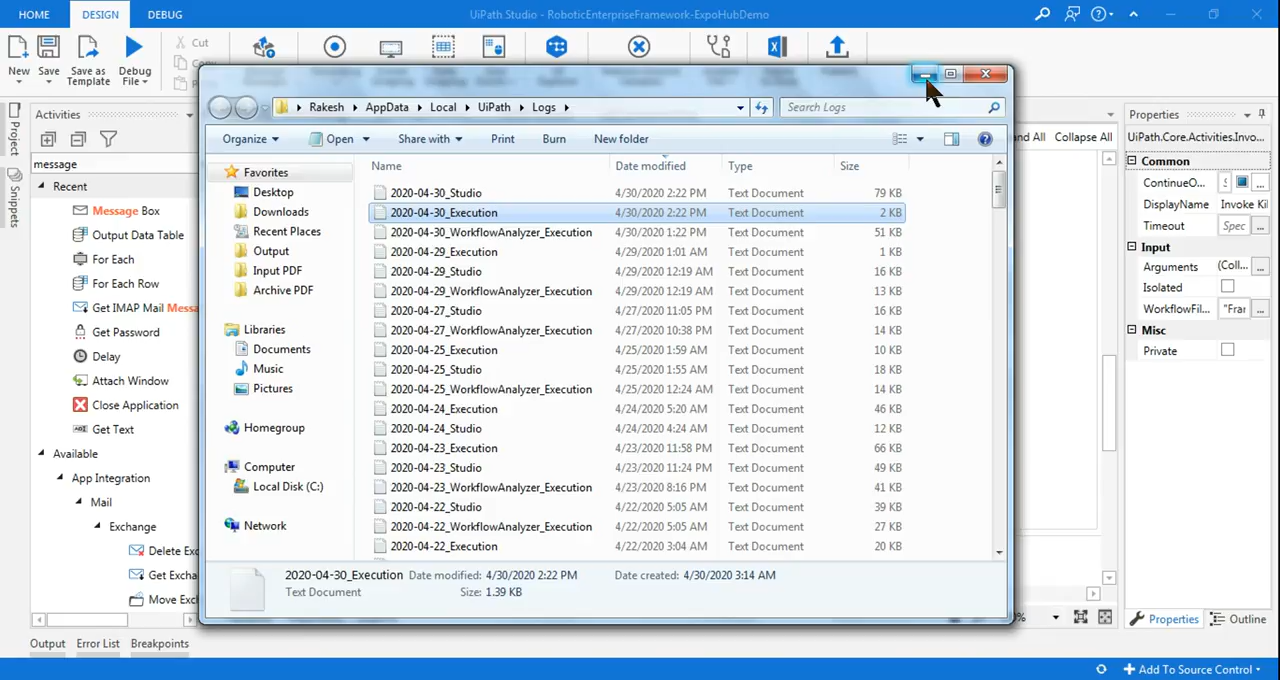 HOME DESIGN DEBUG UiPath Studio - RoboticEnterpriseFramework-ExpoHubDemo
New Save Save as Template Debug File Cut
Activities
message
Recent
Message Box
Output Data Table
For Each
For Each Row
Get IMAP Mail Messa
Get Password
Delay
Attach Window
Close Application
Get Text
Available
App Integration
Mail
Exchange
Delete Exc
Get Excha
Move Exc
Project
Snippets
Rakesh AppData Local UiPath Logs Search Logs
Organize Open Share with Print Burn New folder
Favorites
Desktop
Downloads
Recent Places
Output
Input PDF
Archive PDF
Libraries
Documents
Music
Pictures
Homegroup
Computer
Local Disk (C:)
Network
Name Date modified Type Size
2020-04-30_Studio 4/30/2020 2:22 PM Text Document 79 KB
2020-04-30_Execution 4/30/2020 2:22 PM Text Document 2 KB
2020-04-30_WorkflowAnalyzer_Execution 4/30/2020 1:22 PM Text Document 51 KB
2020-04-29_Execution 4/29/2020 1:01 AM Text Document 1 KB
2020-04-29_Studio 4/29/2020 12:19 AM Text Document 16 KB
2020-04-29_WorkflowAnalyzer_Execution 4/29/2020 12:19 AM Text Document 13 KB
2020-04-27_Studio 4/27/2020 11:05 PM Text Document 16 KB
2020-04-27_WorkflowAnalyzer_Execution 4/27/2020 10:38 PM Text Document 14 KB
2020-04-25_Execution 4/25/2020 1:59 AM Text Document 10 KB
2020-04-25_Studio 4/25/2020 1:55 AM Text Document 18 KB
2020-04-25_WorkflowAnalyzer_Execution 4/25/2020 12:24 AM Text Document 14 KB
2020-04-24_Execution 4/24/2020 5:20 AM Text Document 46 KB
2020-04-24_Studio 4/24/2020 4:24 AM Text Document 12 KB
2020-04-23_Execution 4/23/2020 11:58 PM Text Document 66 KB
2020-04-23_Studio 4/23/2020 11:24 PM Text Document 49 KB
2020-04-23_WorkflowAnalyzer_Execution 4/23/2020 8:16 PM Text Document 41 KB
2020-04-22_Studio 4/22/2020 5:05 AM Text Document 39 KB
2020-04-22_WorkflowAnalyzer_Execution 4/22/2020 5:05 AM Text Document 27 KB
2020-04-22_Execution 4/22/2020 3:04 AM Text Document 20 KB
2020-04-30_Execution Date modified: 4/30/2020 2:22 PM Date created: 4/30/2020 3:14 AM
Text Document Size: 1.39 KB
and All Collapse All
Properties
UiPath.Core.Activities.Invo...
Common
ContinueO... ...
DisplayName Invoke Kil
Timeout Spec ...
Input
Arguments (Coll... ...
Isolated
WorkflowFil... "Frar ...
Misc
Private
Properties Outline
Output Error List Breakpoints
Add To Source Control